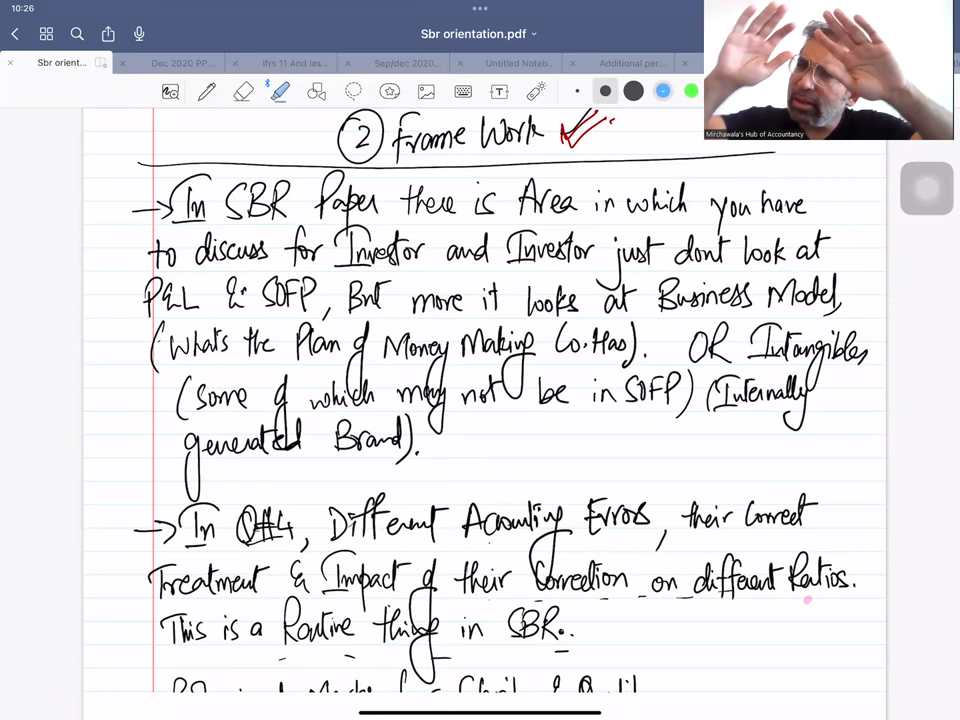 10:26
Sbr orientation.pdf
Sbr orient...
Dec 2020 PP...
ifrs 11 And las...
Sep/dec 2020...
Untitled Noteb...
Additional per...
Mirchawala's Hub of Accountancy
② Frame Work
→ In SBR Paper there is Area in which you have
to discuss for Investor and Investor just dont look at
P&L & SOFP, But more it looks at Business Model,
(whats the Plan of Money Making Co. Has). OR Intangibles
(some of which may not be in SOFP) (Internally
generated Brand).
→ In Q#4, Different Accounting Errors, their Correct
Treatment & Impact of their Correction on different Ratios.
This is a Routine things in SBR.